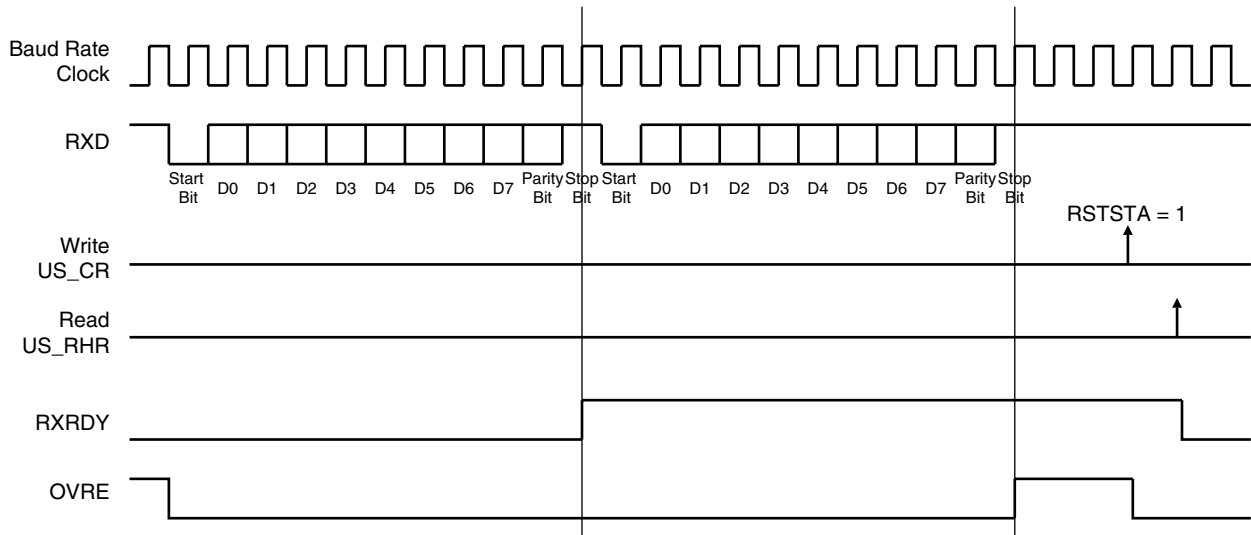 Baud Rate
Clock
RXD
Start
Bit
D0
D1
D2
D3
D4
D5
D6
D7
Parity
Bit
Stop
Bit
Start
Bit
D0
D1
D2
D3
D4
D5
D6
D7
Parity
Bit
Stop
Bit
RSTSTA = 1
Write
US_CR
Read
US_RHR
RXRDY
OVRE